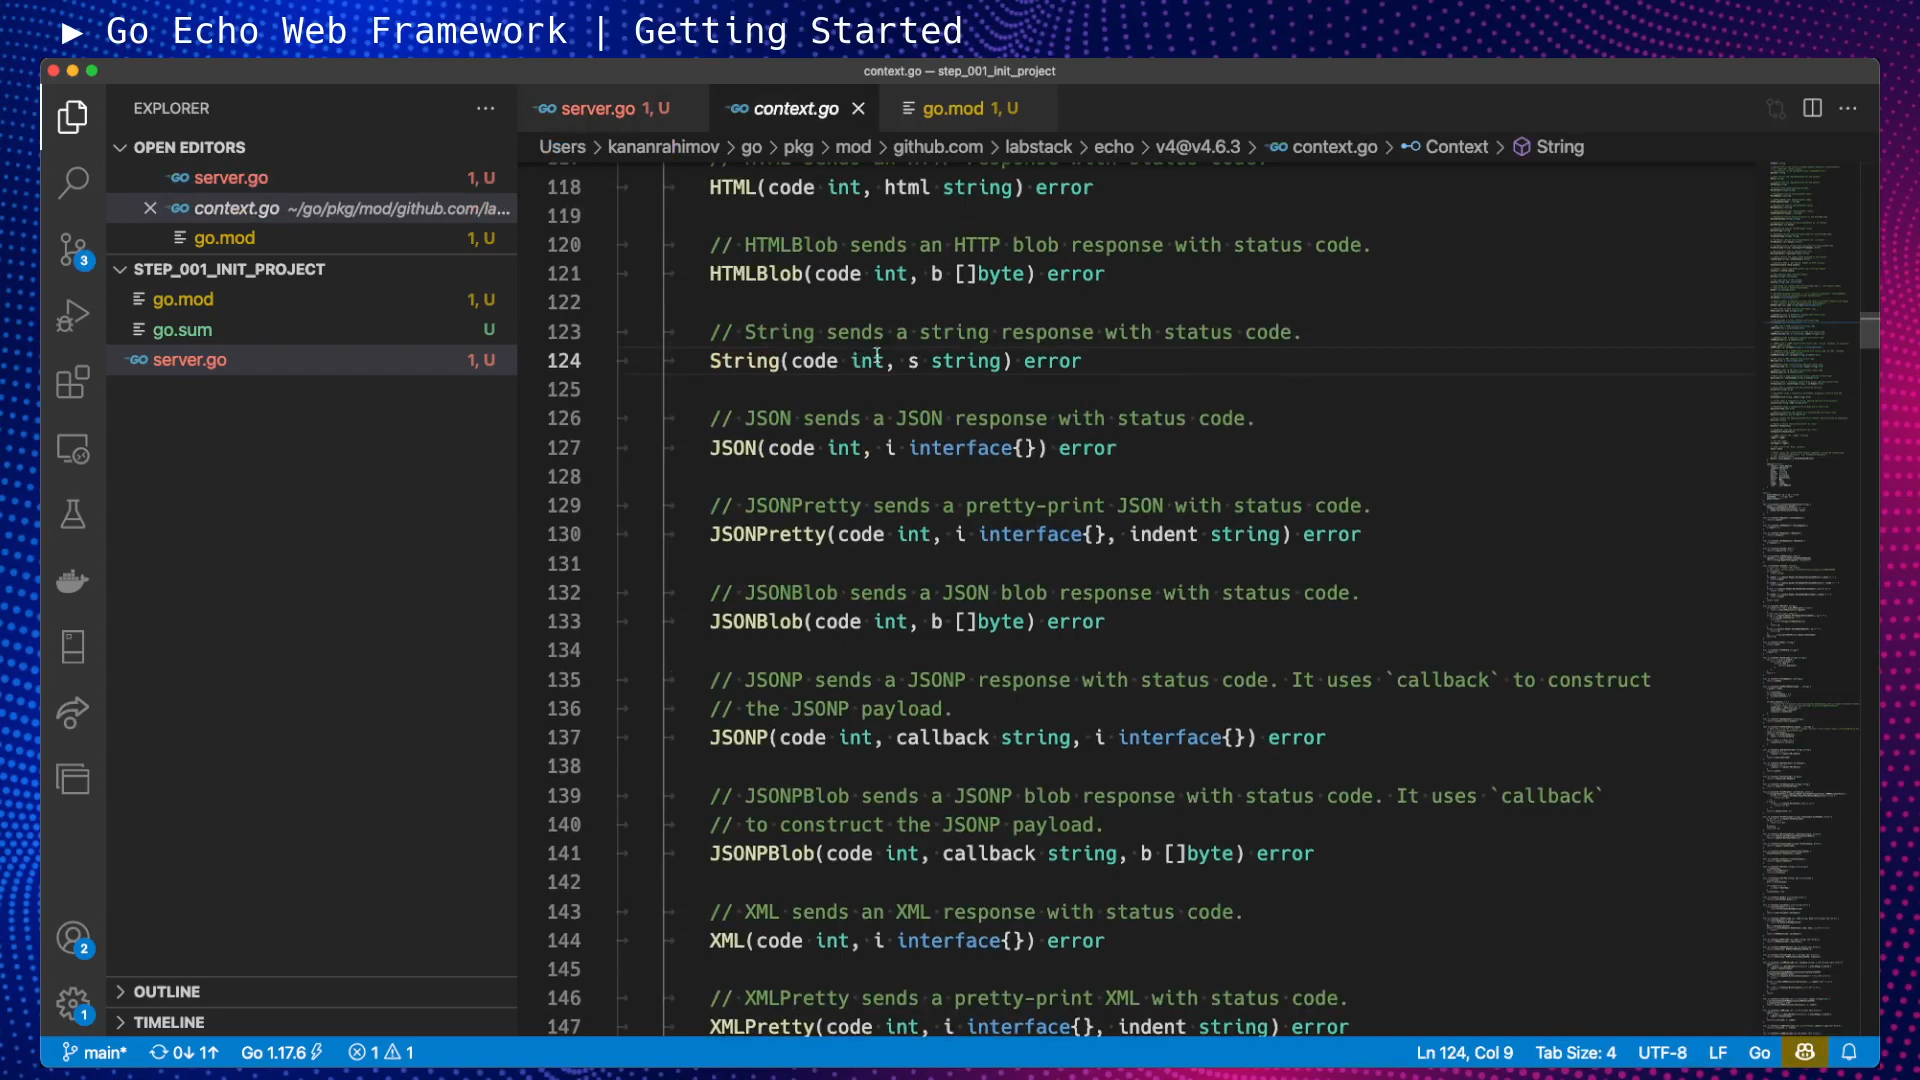 ▶ Go Echo Web Framework | Getting Started
context.go — step_001_init_project
EXPLORER
OPEN EDITORS
server.go 1, U
context.go ~/go/pkg/mod/github.com/la...
go.mod 1, U
STEP_001_INIT_PROJECT
go.mod 1, U
go.sum U
server.go 1, U
OUTLINE
TIMELINE
3
2
1
server.go 1, U context.go go.mod 1, U
Users > kananrahimov > go > pkg > mod > github.com > labstack > echo > v4@v4.6.3 > context.go > Context > String
118 HTML(code int, html string) error
119
120 // HTMLBlob sends an HTTP blob response with status code.
121 HTMLBlob(code int, b []byte) error
122
123 // String sends a string response with status code.
124 String(code int, s string) error
125
126 // JSON sends a JSON response with status code.
127 JSON(code int, i interface{}) error
128
129 // JSONPretty sends a pretty-print JSON with status code.
130 JSONPretty(code int, i interface{}, indent string) error
131
132 // JSONBlob sends a JSON blob response with status code.
133 JSONBlob(code int, b []byte) error
134
135 // JSONP sends a JSONP response with status code. It uses `callback` to construct
136 // the JSONP payload.
137 JSONP(code int, callback string, i interface{}) error
138
139 // JSONPBlob sends a JSONP blob response with status code. It uses `callback`
140 // to construct the JSONP payload.
141 JSONPBlob(code int, callback string, b []byte) error
142
143 // XML sends an XML response with status code.
144 XML(code int, i interface{}) error
145
146 // XMLPretty sends a pretty-print XML with status code.
147 XMLPretty(code int, i interface{}, indent string) error
main* 0↓ 1↑ Go 1.17.6 1 1 Ln 124, Col 9 Tab Size: 4 UTF-8 LF Go